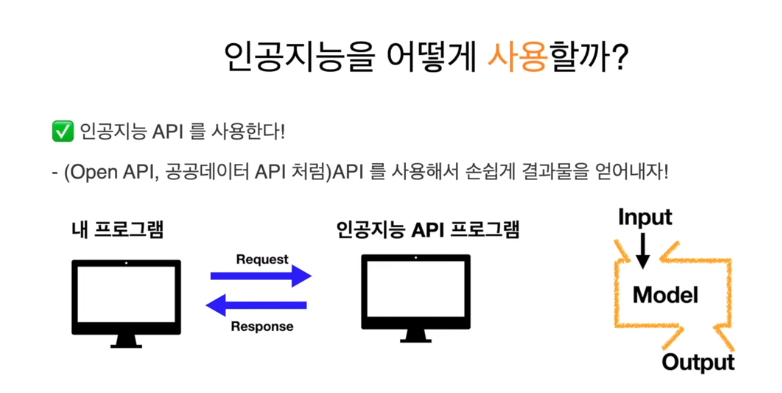 인공지능을 어떻게 사용할까?
✅ 인공지능 API 를 사용한다!
- (Open API, 공공데이터 API 처럼)API 를 사용해서 손쉽게 결과물을 얻어내자!
내 프로그램
인공지능 API 프로그램
Request
Response
Input
Model
Output